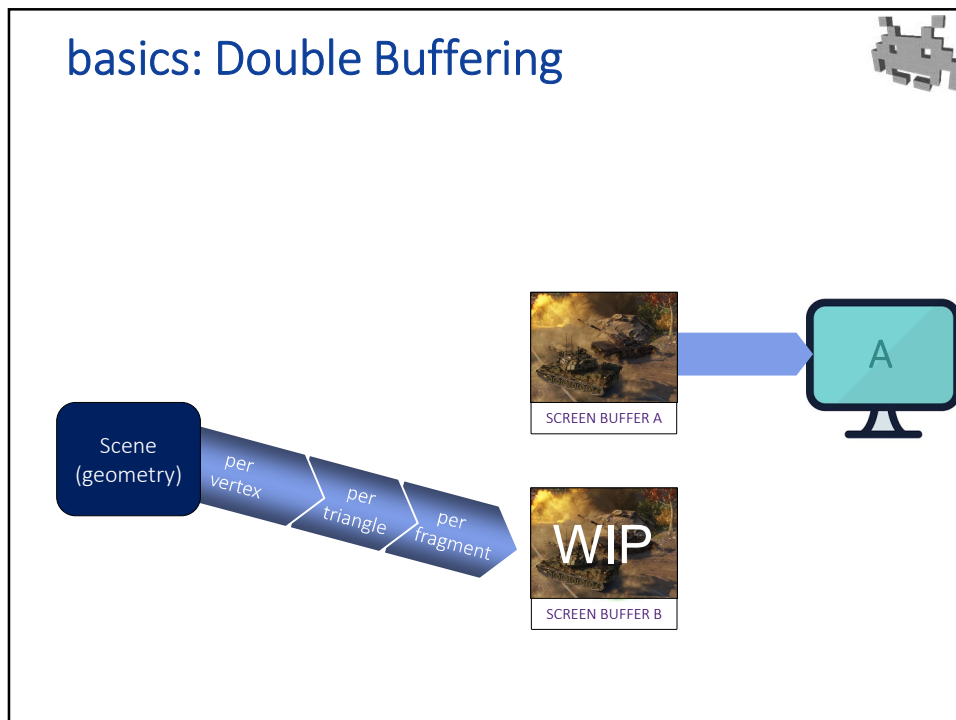 basics: Double Buffering
SCREEN BUFFER A
A
Scene
(geometry)
per
vertex
per
triangle
per
fragment
WIP
SCREEN BUFFER B